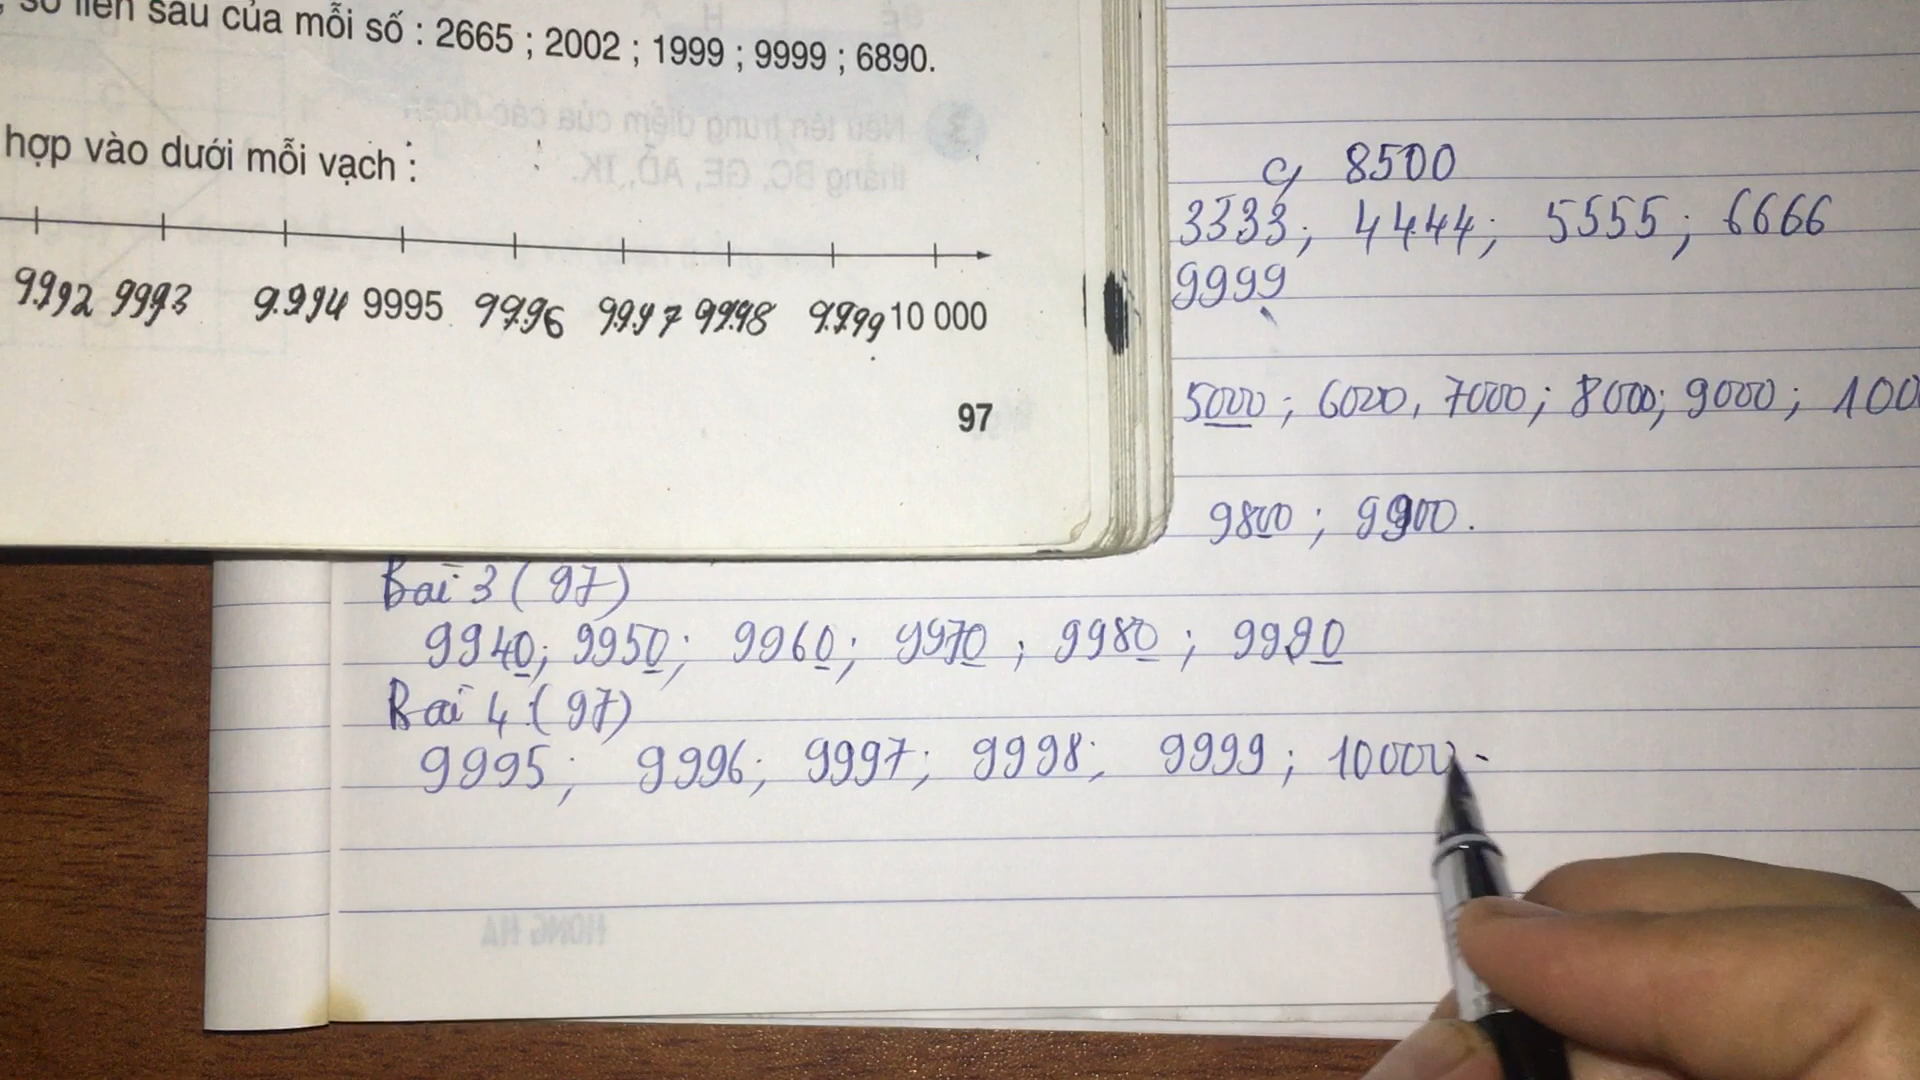 số liền sau của mỗi số : 2665 ; 2002 ; 1999 ; 9999 ; 6890.
hợp vào dưới mỗi vạch :
9992 9993 9994 9995 9996 9997 9998 9999 10 000
97
c, 8500
3333; 4444; 5555; 6666
9999
5000; 6000, 7000; 8000; 9000; 100
9800; 9900.
Bài 3 (97)
9940; 9950; 9960; 9970; 9980; 9990
Bài 4 (97)
9995; 9996; 9997; 9998; 9999; 10000.
HONG HA